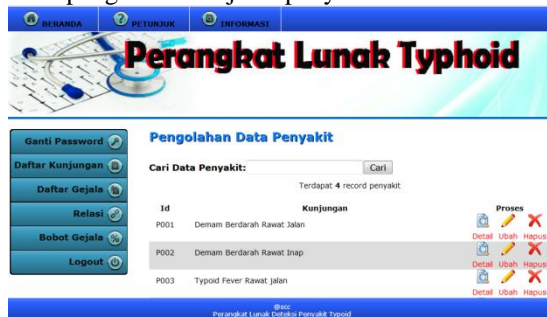 BERANDA PETUNJUK INFORMASI
Perangkat Lunak Typhoid
Ganti Password
Daftar Kunjungan
Daftar Gejala
Relasi
Bobot Gejala
Logout
Pengolahan Data Penyakit
Cari Data Penyakit: Cari
Terdapat 4 record penyakit
Id Kunjungan Proses
P001 Demam Berdarah Rawat Jalan
Detail Ubah Hapus
P002 Demam Berdarah Rawat Inap
Detail Ubah Hapus
P003 Typoid Fever Rawat Jalan
Detail Ubah Hapus
@scc
Perangkat Lunak Deteksi Penyakit Typoid